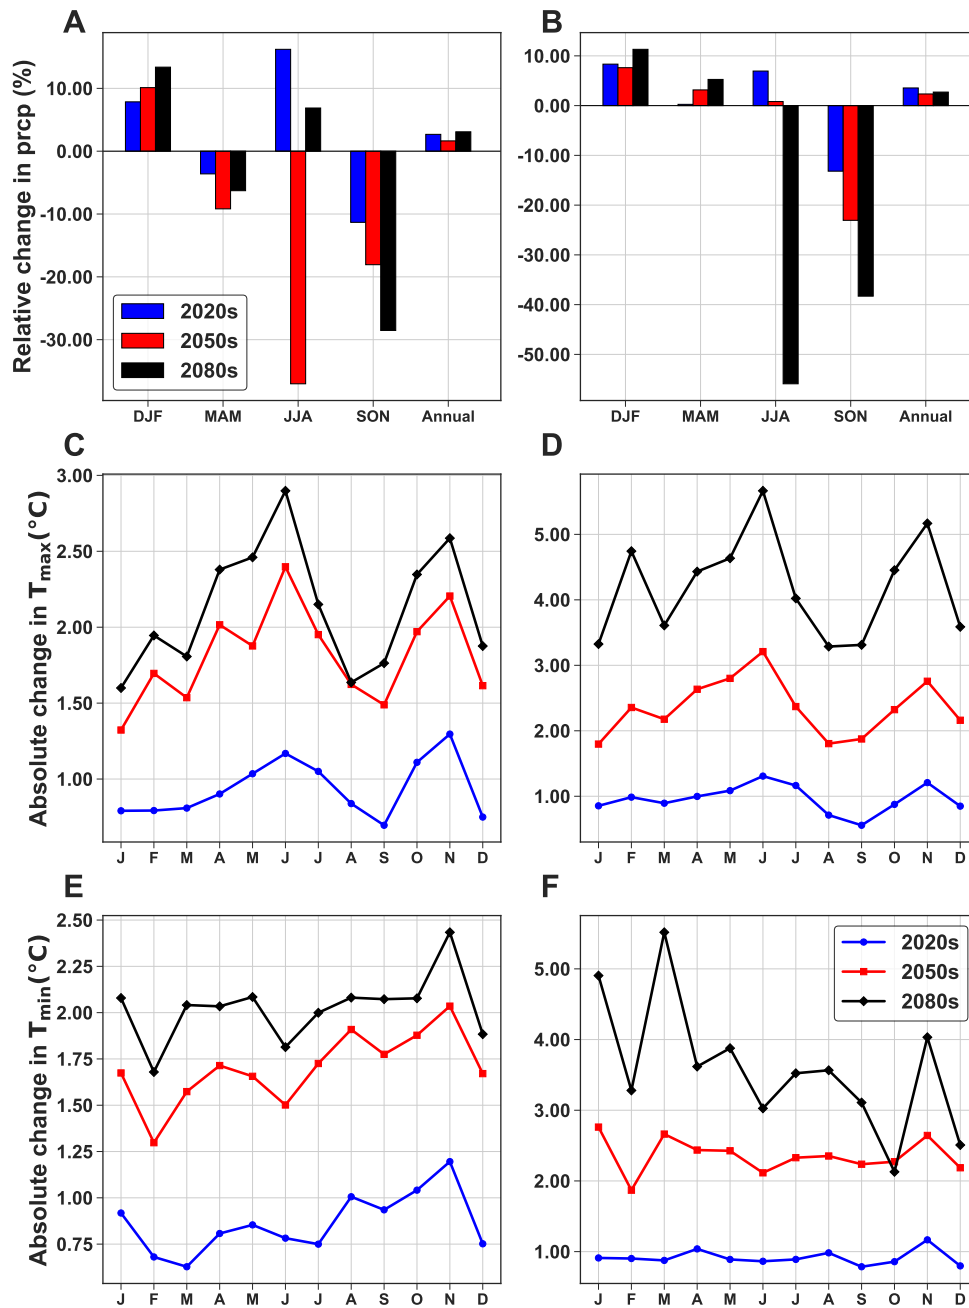 A
B
Relative change in prcp (%)
10.00
0.00
-10.00
-20.00
-30.00
2020s
2050s
2080s
DJF MAM JJA SON Annual
10.00
0.00
-10.00
-20.00
-30.00
-40.00
-50.00
DJF MAM JJA SON Annual
C
D
Absolute change in Tmax(°C)
3.00
2.50
2.00
1.50
1.00
J F M A M J J A S O N D
5.00
4.00
3.00
2.00
1.00
J F M A M J J A S O N D
E
F
Absolute change in Tmin(°C)
2.50
2.25
2.00
1.75
1.50
1.25
1.00
0.75
J F M A M J J A S O N D
5.00
4.00
3.00
2.00
1.00
2020s
2050s
2080s
J F M A M J J A S O N D